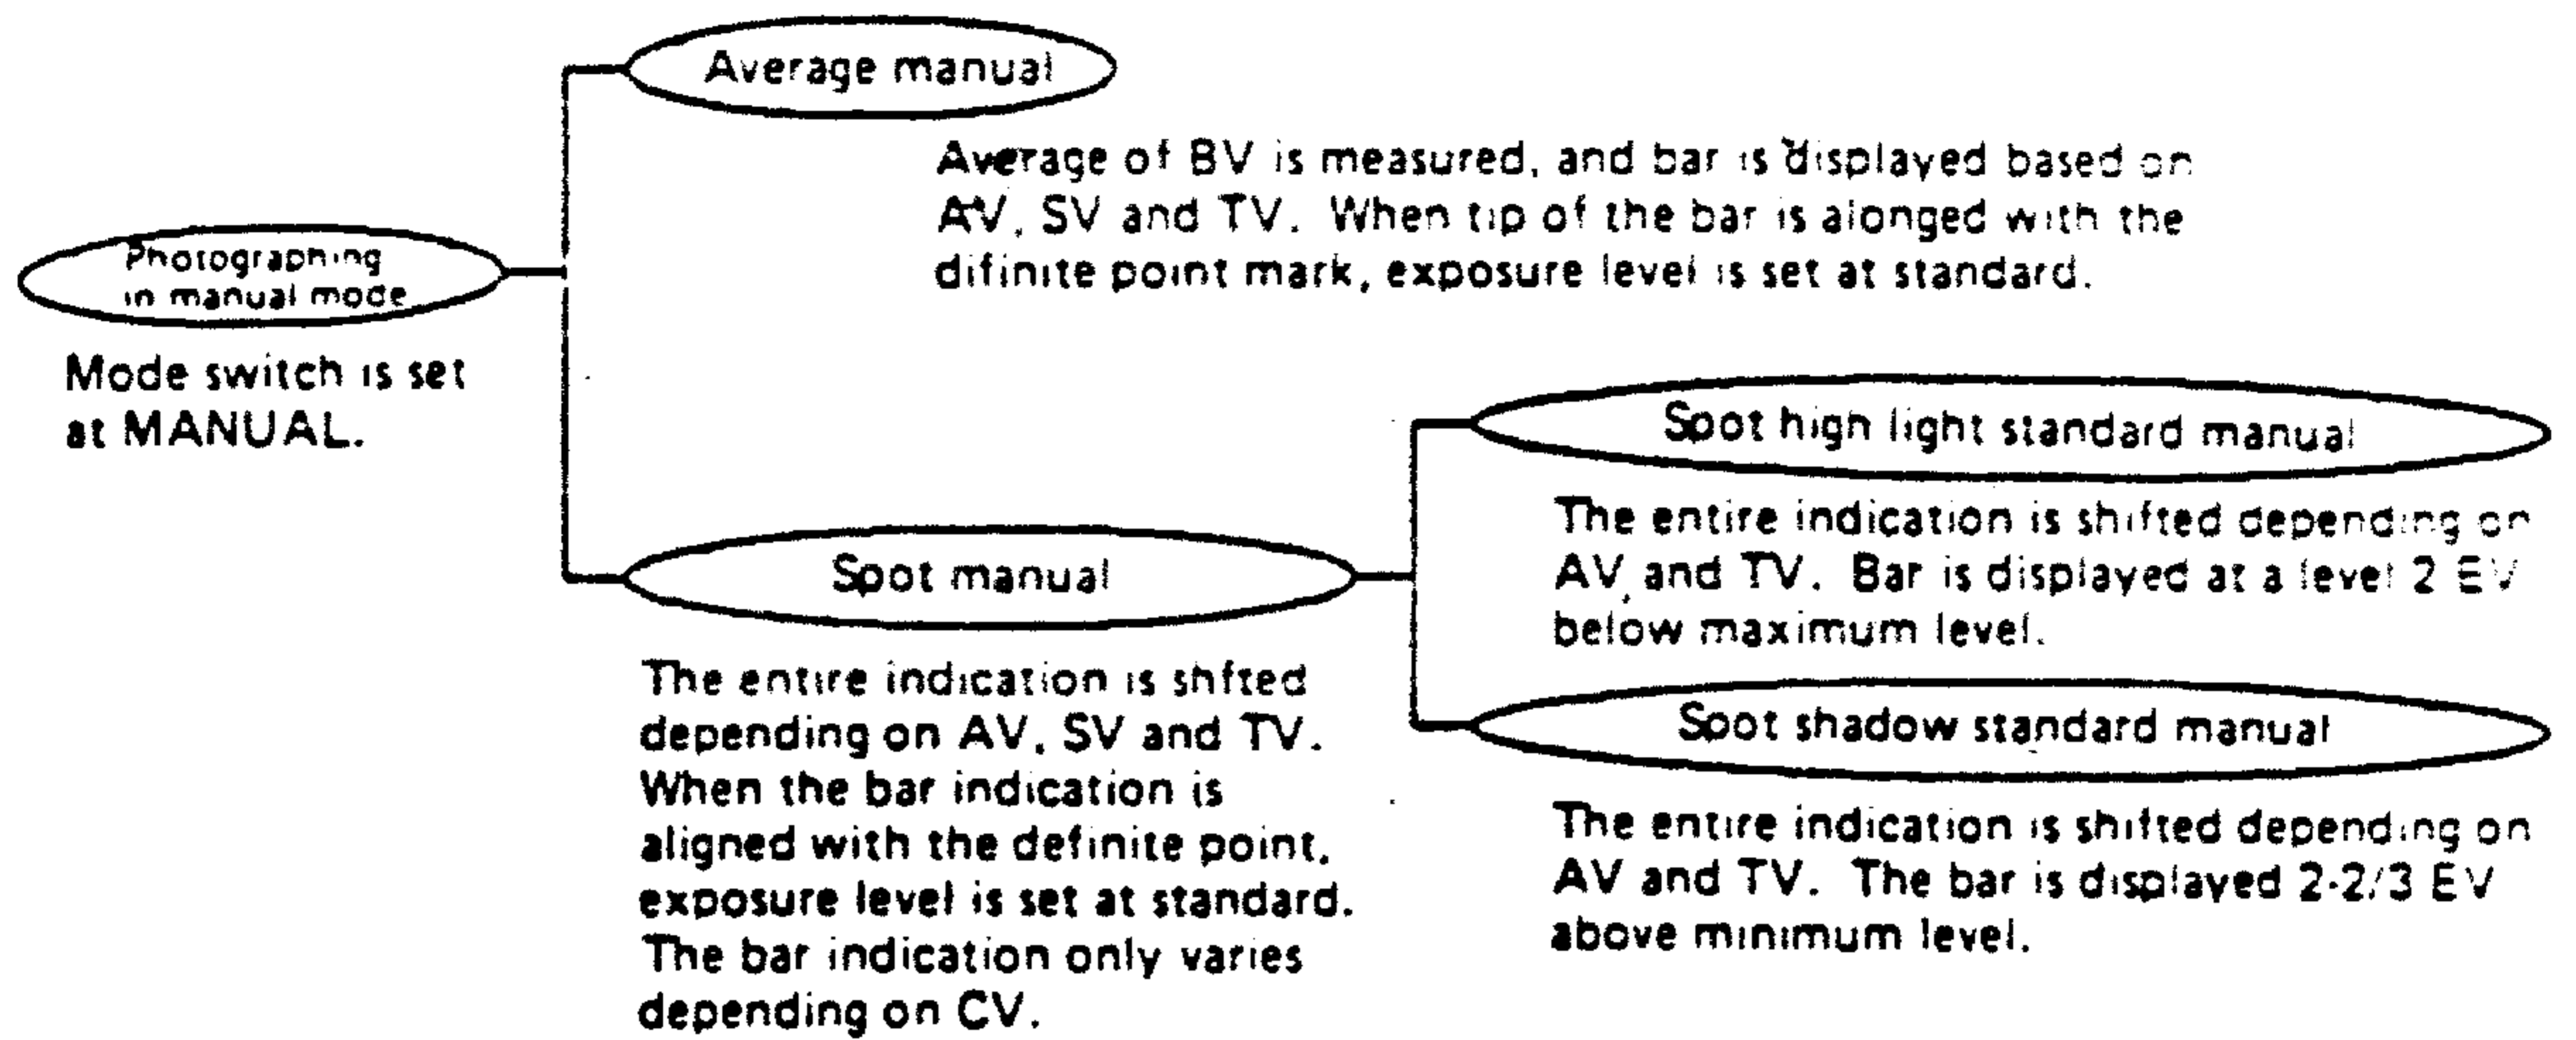 Average manual
Average of BV is measured, and bar is displayed based on
AV, SV and TV. When tip of the bar is alonged with the
difinite point mark, exposure level is set at standard.
Photographing
in manual mode
Mode switch is set
at MANUAL.
Spot manual
The entire indication is shfted
depending on AV, SV and TV.
When the bar indication is
aligned with the definite point,
exposure level is set at standard.
The bar indication only varies
depending on CV.
Spot high light standard manual
The entire indication is shifted depending on
AV and TV. Bar is displayed at a level 2 EV
below maximum level.
Spot shadow standard manual
The entire indication is shifted depending on
AV and TV. The bar is displayed 2-2/3 EV
above minimum level.